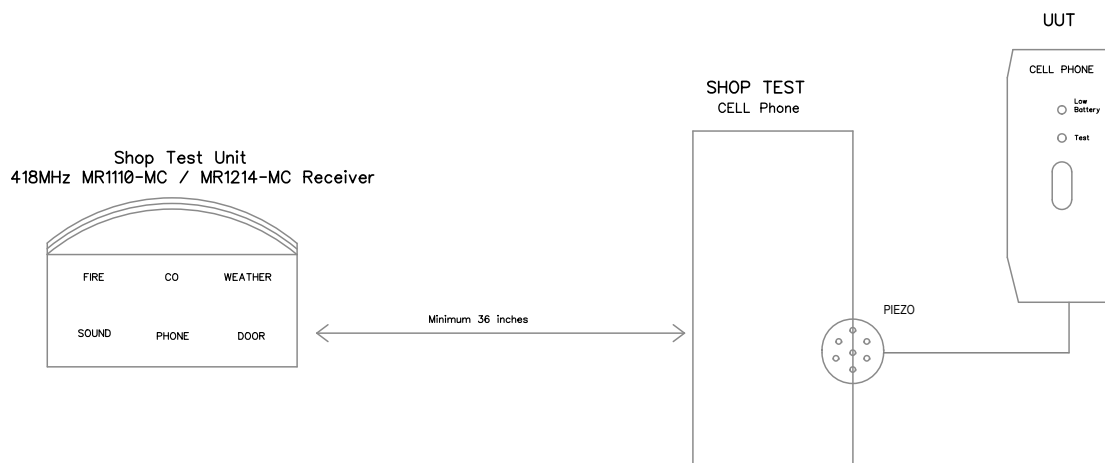 UUT
CELL PHONE
Low
Battery
Test
SHOP TEST
CELL Phone
Shop Test Unit
418MHz MR1110-MC / MR1214-MC Receiver
FIRE CO WEATHER
SOUND PHONE DOOR
Minimum 36 inches
PIEZO